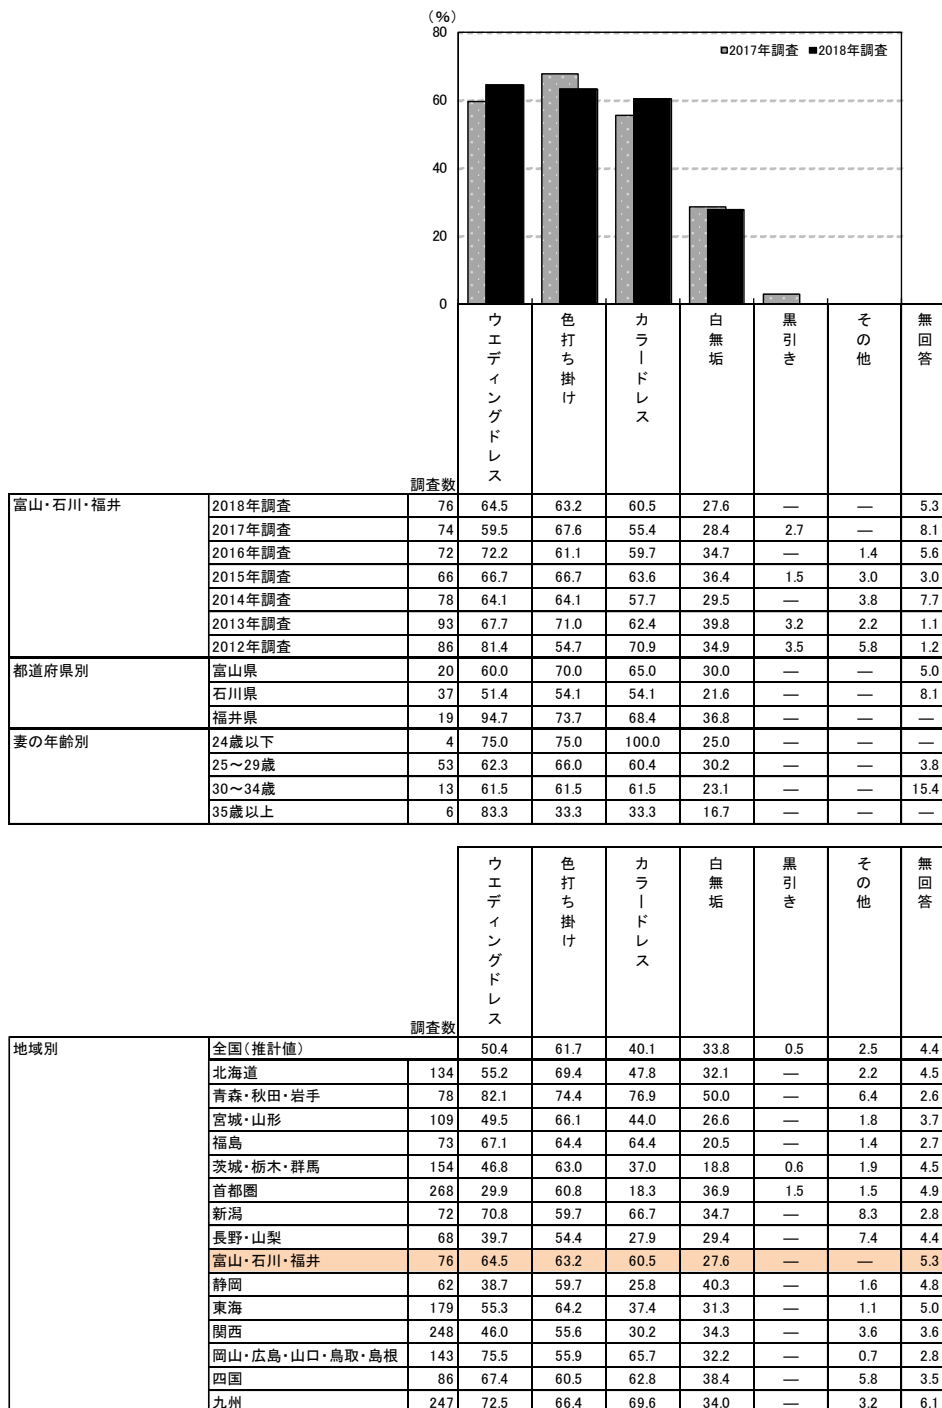 （%）
80
60
40
20
0
2017年調査 2018年調査
調査数 ウエディングドレス 色打ち掛け カラードレス 白無垢 黒引き その他 無回答
富山・石川・福井 2018年調査 76 64.5 63.2 60.5 27.6 — — 5.3
2017年調査 74 59.5 67.6 55.4 28.4 2.7 — 8.1
2016年調査 72 72.2 61.1 59.7 34.7 — 1.4 5.6
2015年調査 66 66.7 66.7 63.6 36.4 1.5 3.0 3.0
2014年調査 78 64.1 64.1 57.7 29.5 — 3.8 7.7
2013年調査 93 67.7 71.0 62.4 39.8 3.2 2.2 1.1
2012年調査 86 81.4 54.7 70.9 34.9 3.5 5.8 1.2
都道府県別 富山県 20 60.0 70.0 65.0 30.0 — — 5.0
石川県 37 51.4 54.1 54.1 21.6 — — 8.1
福井県 19 94.7 73.7 68.4 36.8 — — —
妻の年齢別 24歳以下 4 75.0 75.0 100.0 25.0 — — —
25～29歳 53 62.3 66.0 60.4 30.2 — — 3.8
30～34歳 13 61.5 61.5 61.5 23.1 — — 15.4
35歳以上 6 83.3 33.3 33.3 16.7 — — —
調査数 ウエディングドレス 色打ち掛け カラードレス 白無垢 黒引き その他 無回答
地域別 全国（推計値） 50.4 61.7 40.1 33.8 0.5 2.5 4.4
北海道 134 55.2 69.4 47.8 32.1 — 2.2 4.5
青森・秋田・岩手 78 82.1 74.4 76.9 50.0 — 6.4 2.6
宮城・山形 109 49.5 66.1 44.0 26.6 — 1.8 3.7
福島 73 67.1 64.4 64.4 20.5 — 1.4 2.7
茨城・栃木・群馬 154 46.8 63.0 37.0 18.8 0.6 1.9 4.5
首都圏 268 29.9 60.8 18.3 36.9 1.5 1.5 4.9
新潟 72 70.8 59.7 66.7 34.7 — 8.3 2.8
長野・山梨 68 39.7 54.4 27.9 29.4 — 7.4 4.4
富山・石川・福井 76 64.5 63.2 60.5 27.6 — — 5.3
静岡 62 38.7 59.7 25.8 40.3 — 1.6 4.8
東海 179 55.3 64.2 37.4 31.3 — 1.1 5.0
関西 248 46.0 55.6 30.2 34.3 — 3.6 3.6
岡山・広島・山口・鳥取・島根 143 75.5 55.9 65.7 32.2 — 0.7 2.8
四国 86 67.4 60.5 62.8 38.4 — 5.8 3.5
九州 247 72.5 66.4 69.6 34.0 — 3.2 6.1